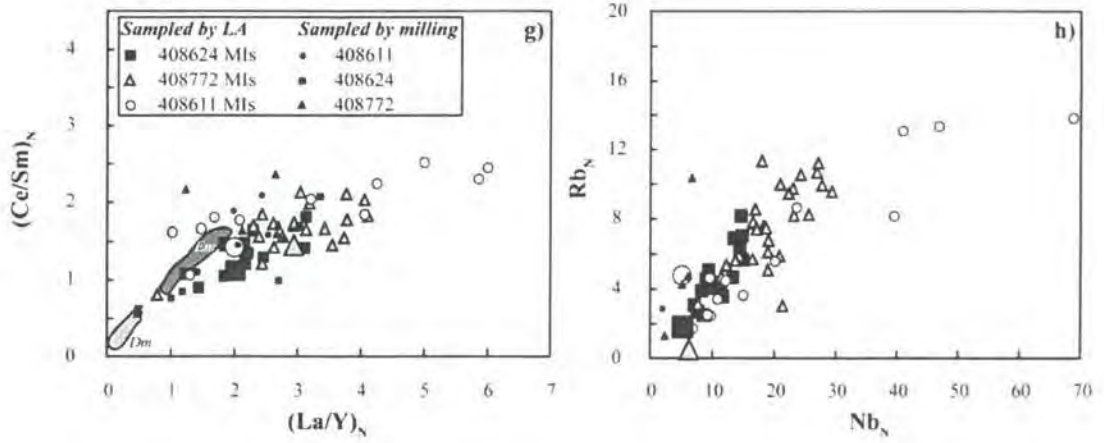 Sampled by LA Sampled by milling
408624 MIs 408611
408772 MIs 408624
408611 MIs 408772
g)
4
3
2
1
0
(Ce/Sm)N
Dm
0 1 2 3 4 5 6 7
(La/Y)N
h)
20
16
12
8
4
0
RbN
0 10 20 30 40 50 60 70
NbN